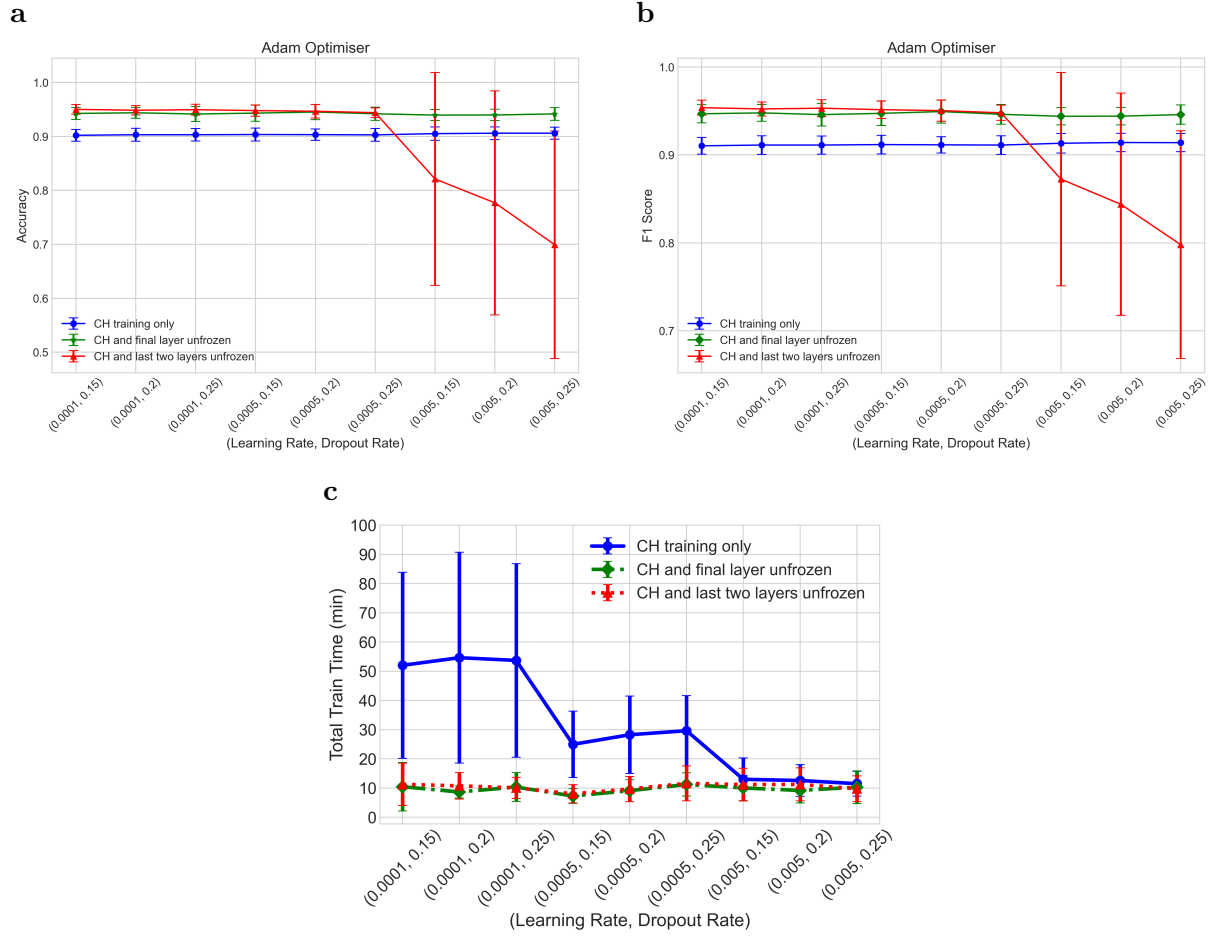 a
Adam Optimiser
Accuracy
1.0
0.9
0.8
0.7
0.6
0.5
CH training only
CH and final layer unfrozen
CH and last two layers unfrozen
(0.0001, 0.15)
(0.0001, 0.2)
(0.0001, 0.25)
(0.0005, 0.15)
(0.0005, 0.2)
(0.0005, 0.25)
(0.005, 0.15)
(0.005, 0.2)
(0.005, 0.25)
(Learning Rate, Dropout Rate)
b
Adam Optimiser
F1 Score
1.0
0.9
0.8
0.7
CH training only
CH and final layer unfrozen
CH and last two layers unfrozen
(0.0001, 0.15)
(0.0001, 0.2)
(0.0001, 0.25)
(0.0005, 0.15)
(0.0005, 0.2)
(0.0005, 0.25)
(0.005, 0.15)
(0.005, 0.2)
(0.005, 0.25)
(Learning Rate, Dropout Rate)
c
Total Train Time (min)
100
90
80
70
60
50
40
30
20
10
0
CH training only
CH and final layer unfrozen
CH and last two layers unfrozen
(0.0001, 0.15)
(0.0001, 0.2)
(0.0001, 0.25)
(0.0005, 0.15)
(0.0005, 0.2)
(0.0005, 0.25)
(0.005, 0.15)
(0.005, 0.2)
(0.005, 0.25)
(Learning Rate, Dropout Rate)